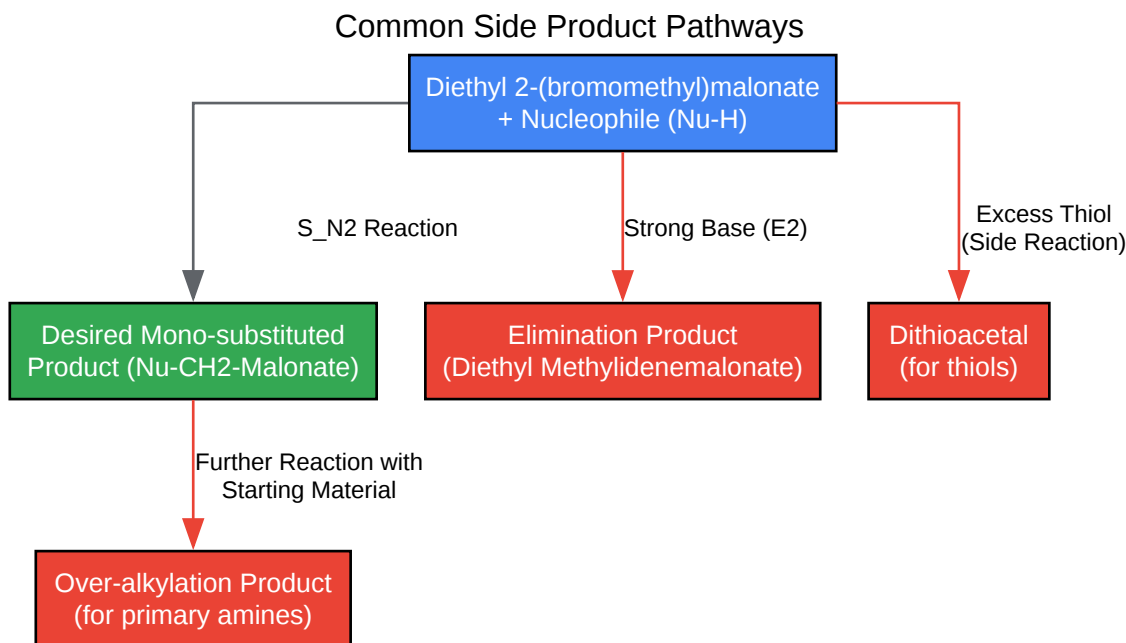 Common Side Product Pathways
Diethyl 2-(bromomethyl)malonate
+ Nucleophile (Nu-H)
S_N2 Reaction
Strong Base (E2)
Excess Thiol
(Side Reaction)
Desired Mono-substituted
Product (Nu-CH2-Malonate)
Elimination Product
(Diethyl Methylidenemalonate)
Dithioacetal
(for thiols)
Further Reaction with
Starting Material
Over-alkylation Product
(for primary amines)